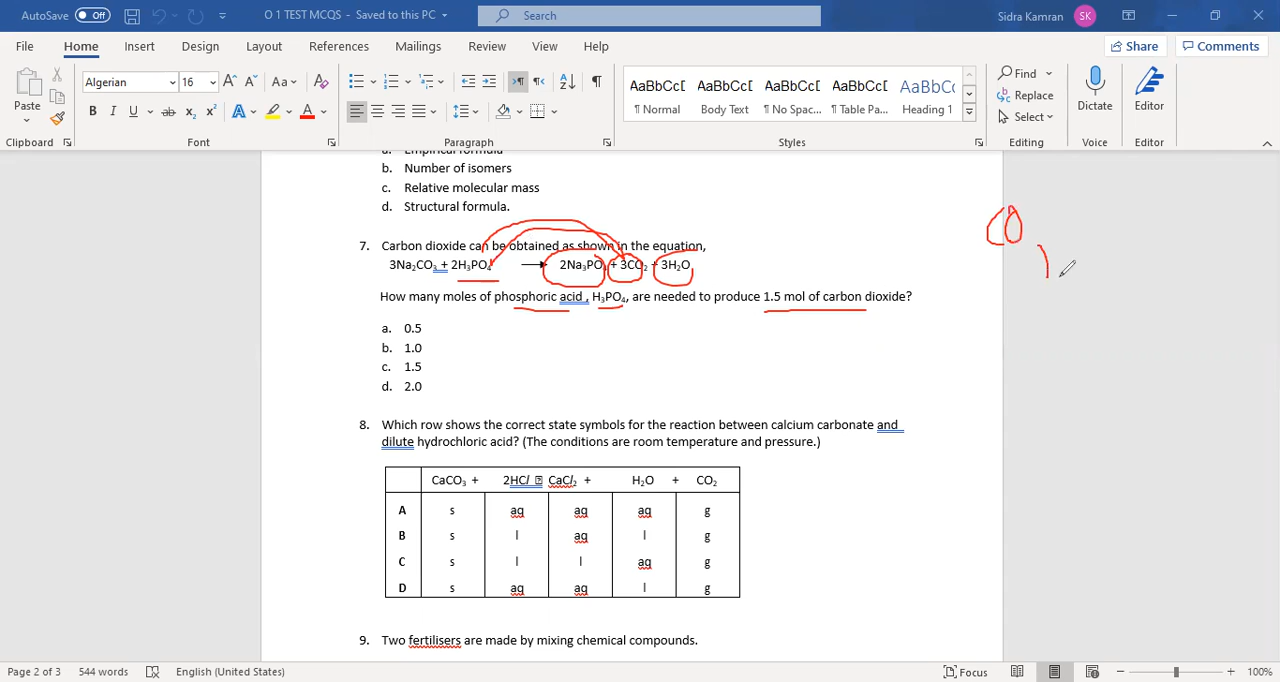 AutoSave Off O 1 TEST MCQS - Saved to this PC Search Sidra Kamran SK
File Home Insert Design Layout References Mailings Review View Help Share Comments
Paste Algerian 16 Aa AaBbCcD AaBbCcD AaBbCcD AaBbCcD AaBbCcD Find Replace Select Dictate Editor
¶ Normal Body Text ¶ No Spac... ¶ Table Pa... Heading 1
Clipboard Font Paragraph Styles Editing Voice Editor
a. Empirical formula
b. Number of isomers
c. Relative molecular mass
d. Structural formula.
7. Carbon dioxide can be obtained as shown in the equation,
3Na₂CO₃ + 2H₃PO₄ → 2Na₃PO₄ + 3CO₂ + 3H₂O
How many moles of phosphoric acid , H₃PO₄, are needed to produce 1.5 mol of carbon dioxide?
a. 0.5
b. 1.0
c. 1.5
d. 2.0
8. Which row shows the correct state symbols for the reaction between calcium carbonate and
dilute hydrochloric acid? (The conditions are room temperature and pressure.)
CaCO₃ + 2HCl CaCl₂ + H₂O + CO₂
A s aq aq aq g
B s l aq l g
C s l l aq g
D s aq aq l g
9. Two fertilisers are made by mixing chemical compounds.
Page 2 of 3 544 words English (United States) Focus 100%